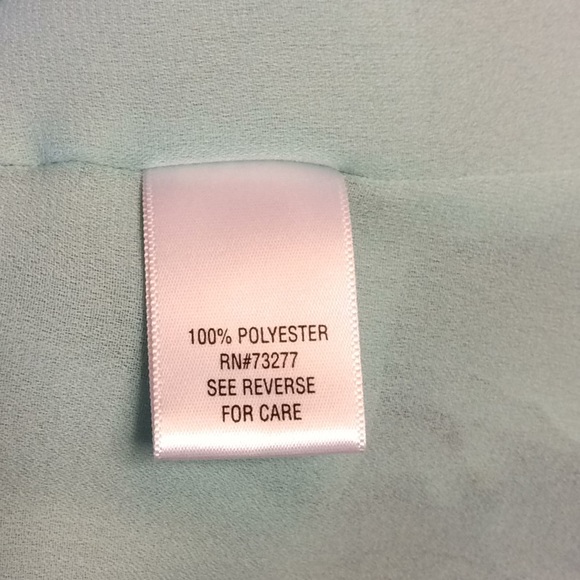 100% POLYESTER
RN#73277
SEE REVERSE
FOR CARE